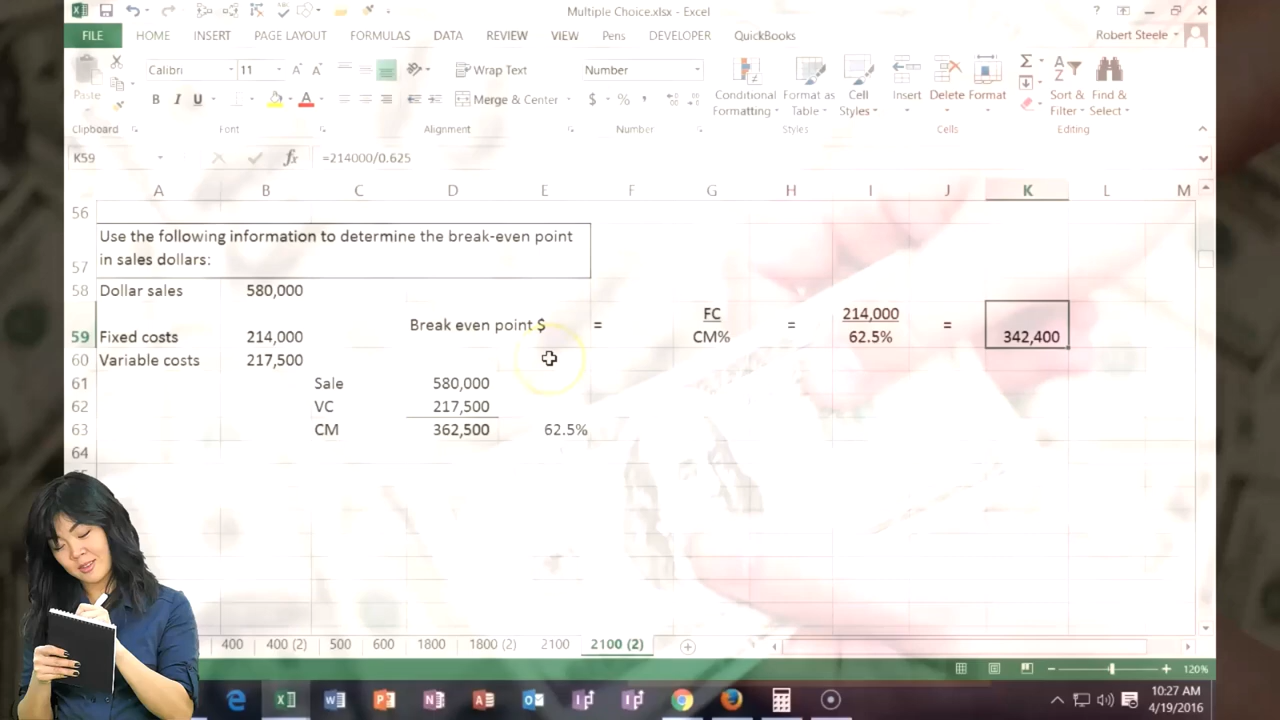 Multiple Choice.xlsx - Excel
FILE HOME INSERT PAGE LAYOUT FORMULAS DATA REVIEW VIEW Pens DEVELOPER QuickBooks Robert Steele
Calibri 11 Wrap Text Number
Paste B I U A Merge & Center $ % , Conditional Formatting Format as Table Cell Styles Insert Delete Format Sort & Filter Find & Select
Clipboard Font Alignment Number Styles Cells Editing
K59 fx =214000/0.625
A B C D E F G H I J K L M
56
57 Use the following information to determine the break-even point
in sales dollars:
58 Dollar sales 580,000
59 Fixed costs 214,000 Break even point $ = FC = 214,000 = 342,400
CM% 62.5%
60 Variable costs 217,500
61 Sale 580,000
62 VC 217,500
63 CM 362,500 62.5%
64
400 400 (2) 500 600 1800 1800 (2) 2100 2100 (2)
120%
10:27 AM
4/19/2016